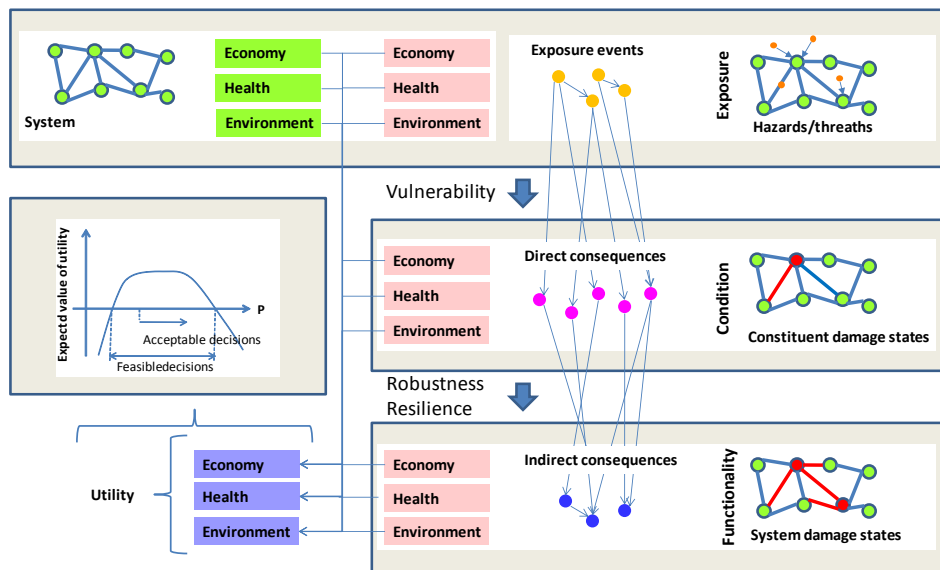 System
Economy
Health
Environment
Economy
Health
Environment
Exposure events
Exposure
Hazards/threaths
Vulnerability
Expected value of utility
P
Acceptable decisions
Feasibledecisions
Economy
Health
Environment
Direct consequences
Condition
Constituent damage states
Robustness
Resilience
Utility
Economy
Health
Environment
Economy
Health
Environment
Indirect consequences
Functionality
System damage states